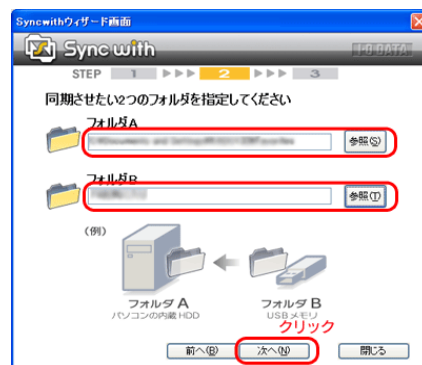 Syncwithウィザード画面
Sync with
I-O DATA
STEP 1 ▶▶▶ 2 ▶▶▶ 3
同期させたい2つのフォルダを指定してください
フォルダA
参照(S)
フォルダB
参照(T)
(例)
フォルダ A
パソコンの内蔵HDD
フォルダ B
USBメモリ
クリック
前へ(B)
次へ(N)
閉じる